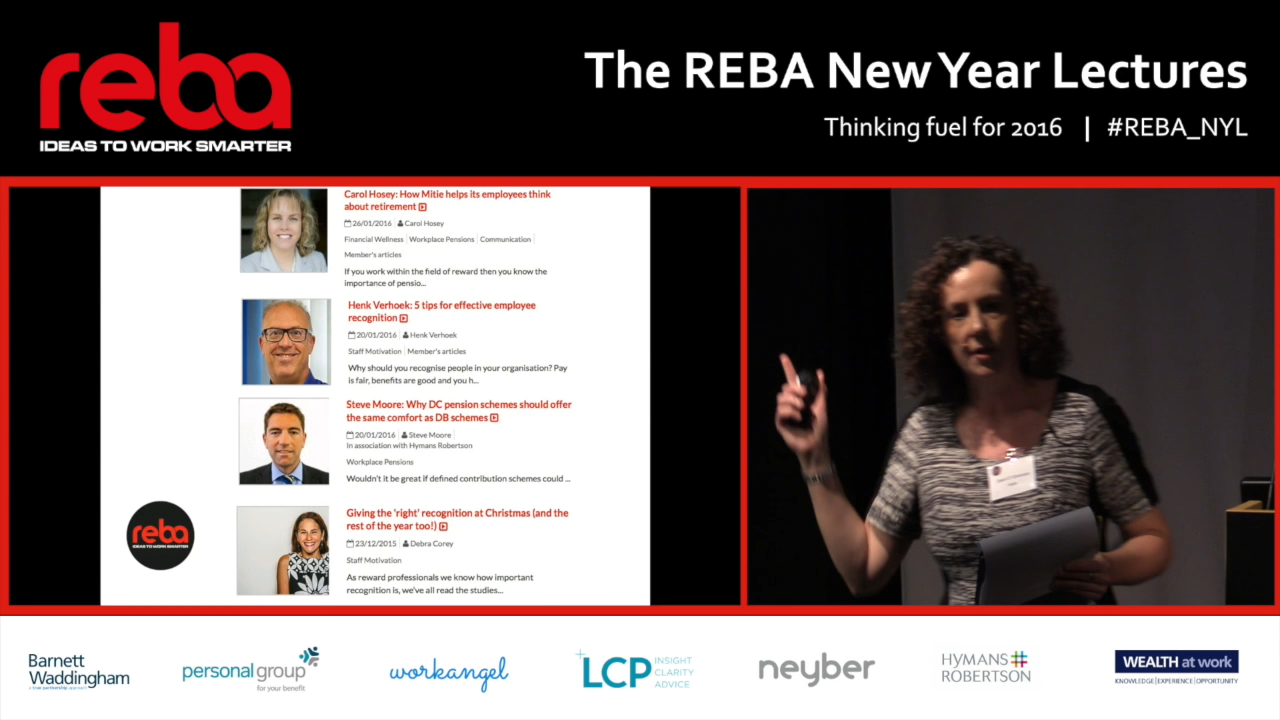 reba
IDEAS TO WORK SMARTER
The REBA New Year Lectures
Thinking fuel for 2016 | #REBA_NYL
Carol Hosey: How Mitie helps its employees think
about retirement
26/01/2016 Carol Hosey
Financial Wellness | Workplace Pensions | Communication |
Member's articles
If you work within the field of reward then you know the
importance of pensio...
Henk Verhoek: 5 tips for effective employee
recognition
20/01/2016 Henk Verhoek
Staff Motivation | Member's articles
Why should you recognise people in your organisation? Pay
is fair, benefits are good and you h...
Steve Moore: Why DC pension schemes should offer
the same comfort as DB schemes
20/01/2016 Steve Moore
In association with Hymans Robertson
Workplace Pensions
Wouldn't it be great if defined contribution schemes could ...
Giving the 'right' recognition at Christmas (and the
rest of the year too!)
23/12/2015 Debra Corey
Staff Motivation
As reward professionals we know how important
recognition is, we've all read the studies...
reba
IDEAS TO WORK SMARTER
Barnett
Waddingham
a true partnership approach
personal group
for your benefit
workangel
LCP INSIGHT
CLARITY
ADVICE
neyber
HYMANS
ROBERTSON
WEALTH at work
KNOWLEDGE | EXPERIENCE | OPPORTUNITY